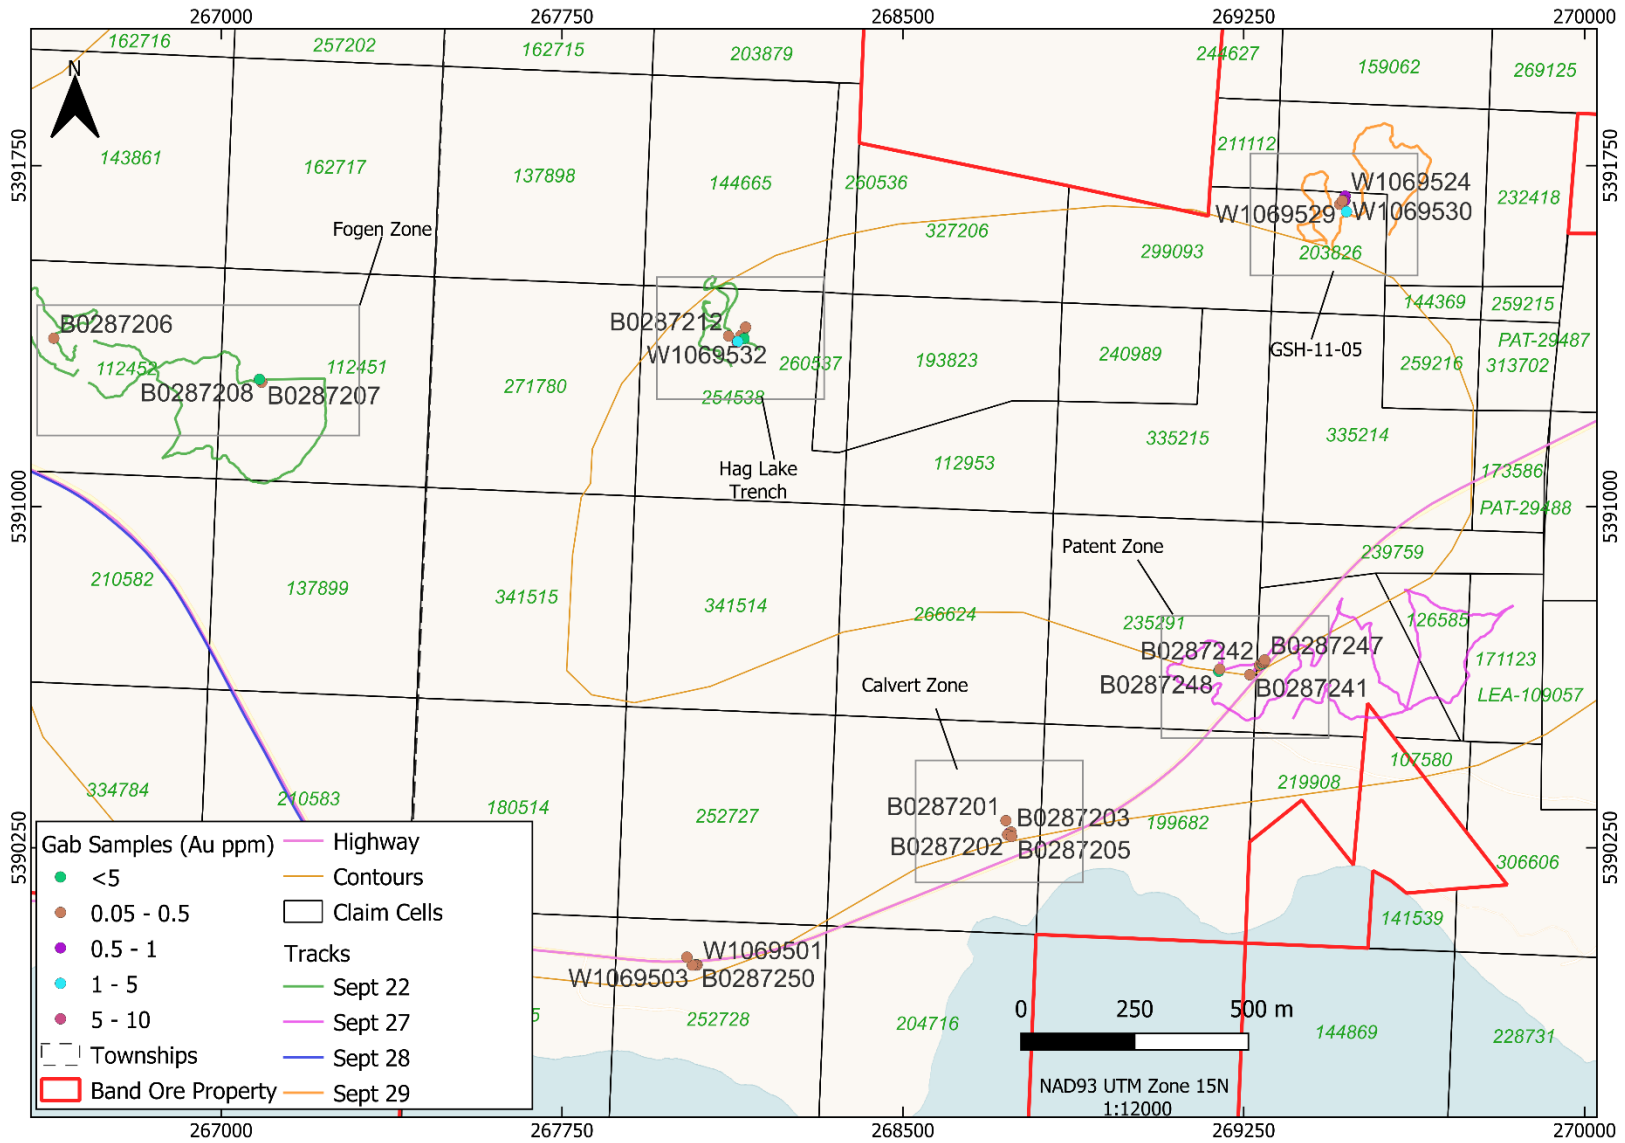 267000
267750
268500
269250
270000
162716
257202
162715
203879
244627
159062
269125
N
5391750
5391750
143861
162717
137898
144665
260536
211112
232418
W1069524
W1069529
W1069530
Fogen Zone
327206
299093
203826
B0287206
B0287212
W1069532
144369
259215
PAT-29487
112452
112451
B0287208
B0287207
271780
260537
254538
193823
240989
GSH-11-05
259216
313702
Hag Lake
Trench
112953
335215
335214
173586
5391000
5391000
PAT-29488
Patent Zone
239759
210582
137899
341515
341514
266624
235291
126585
B0287242
B0287247
B0287248
B0287241
171123
LEA-109057
Calvert Zone
334784
210583
180514
252727
B0287201
B0287203
B0287202
B0287205
199682
219908
107580
5390250
5390250
306606
141539
W1069501
W1069503
B0287250
5
252728
204716
144869
228731
Gab Samples (Au ppm)
<5
0.05 - 0.5
0.5 - 1
1 - 5
5 - 10
Townships
Band Ore Property
Highway
Contours
Claim Cells
Tracks
Sept 22
Sept 27
Sept 28
Sept 29
0
250
500 m
NAD93 UTM Zone 15N
1:12000
267000
267750
268500
269250
270000